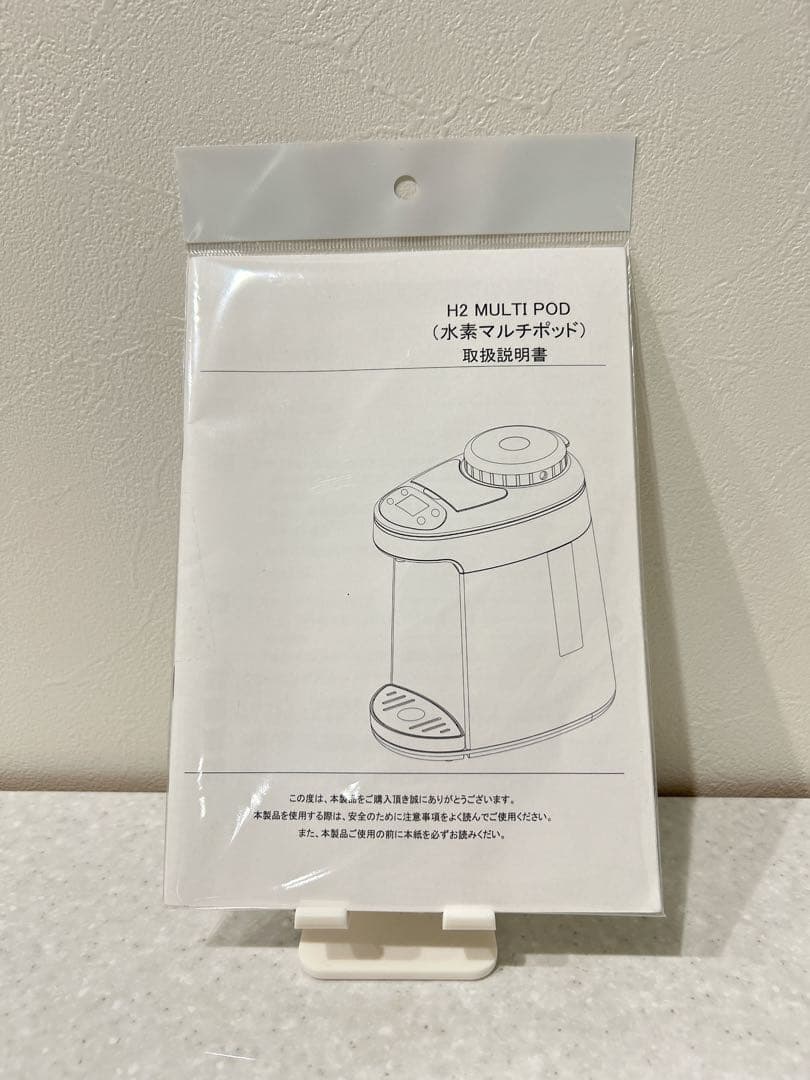 H2 MULTI POD
（水素マルチポッド）
取扱説明書
この度は、本製品をご購入頂き誠にありがとうございます。
本製品を使用する際は、安全のために注意事項をよく読んでご使用ください。
また、本製品ご使用の前に本紙を必ずお読みくだい。